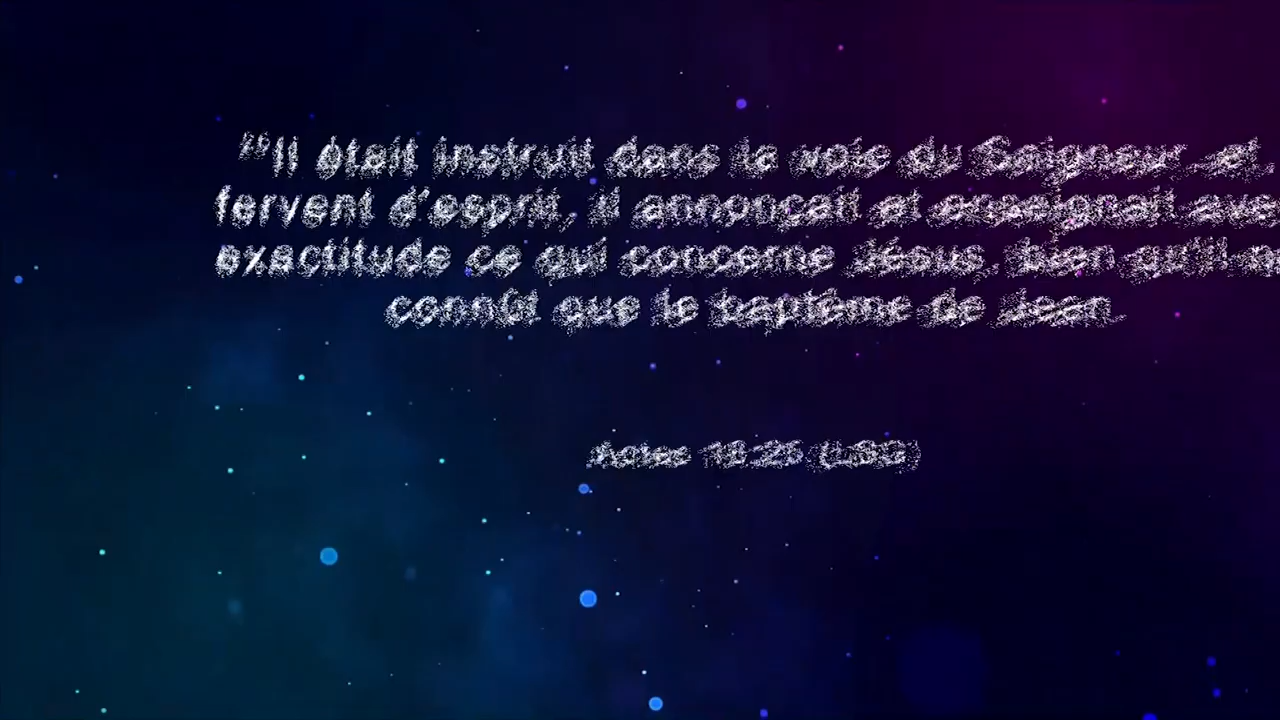 "Il était instruit dans la voie du Seigneur, et,
fervent d'esprit, il annonçait et enseignait avec
exactitude ce qui concerne Jésus, bien qu'il
connût que le baptême de Jean.
Actes 18:25 (LSG)